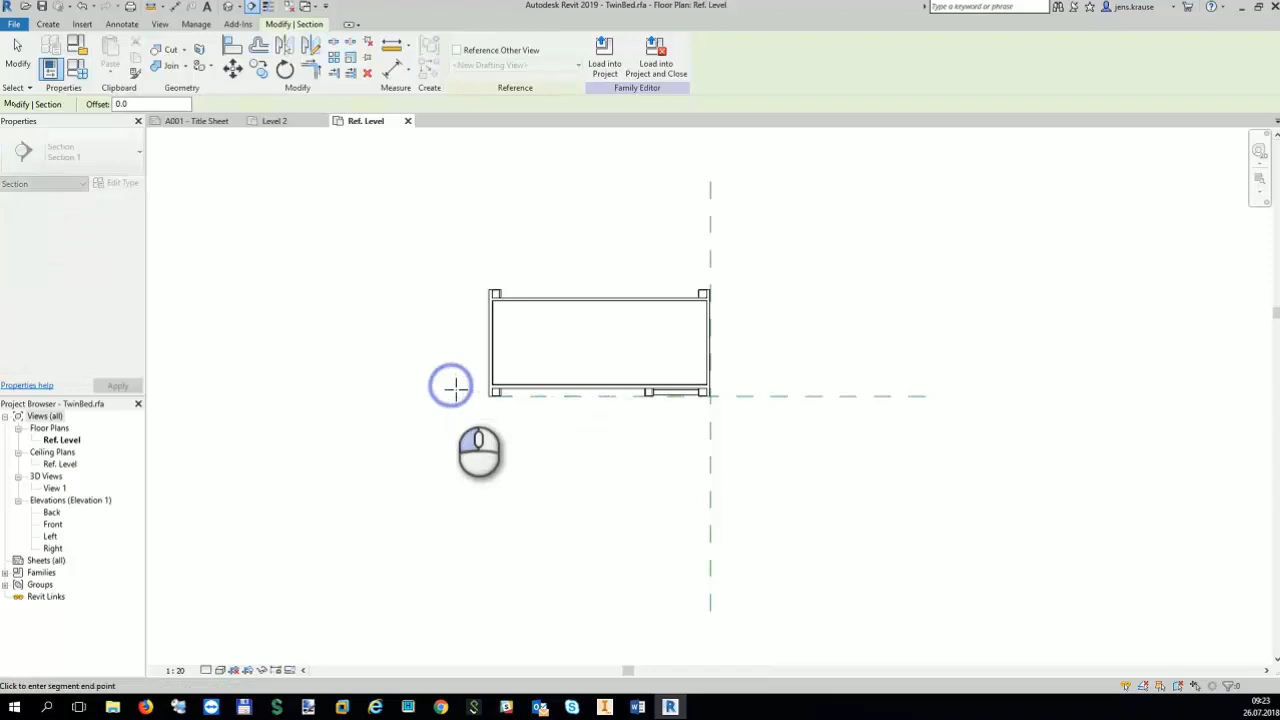 Autodesk Revit 2019 - TwinBed.rfa - Floor Plan: Ref. Level
Type a keyword or phrase
jens.krause
File Create Insert Annotate View Manage Add-Ins Modify | Section
Modify
Paste
Cut
Join
Reference Other View
<New Drafting View>
Load into
Project
Load into
Project and Close
Select Properties Clipboard Geometry Modify Measure Create Reference Family Editor
Modify | Section Offset: 0.0
Properties
A001 - Title Sheet Level 2 Ref. Level
Section
Section 1
Section Edit Type
Properties help Apply
Project Browser - TwinBed.rfa
Views (all)
Floor Plans
Ref. Level
Ceiling Plans
Ref. Level
3D Views
View 1
Elevations (Elevation 1)
Back
Front
Left
Right
Sheets (all)
Families
Groups
Revit Links
1 : 20
Click to enter segment end point
:0
09:23
26.07.2018